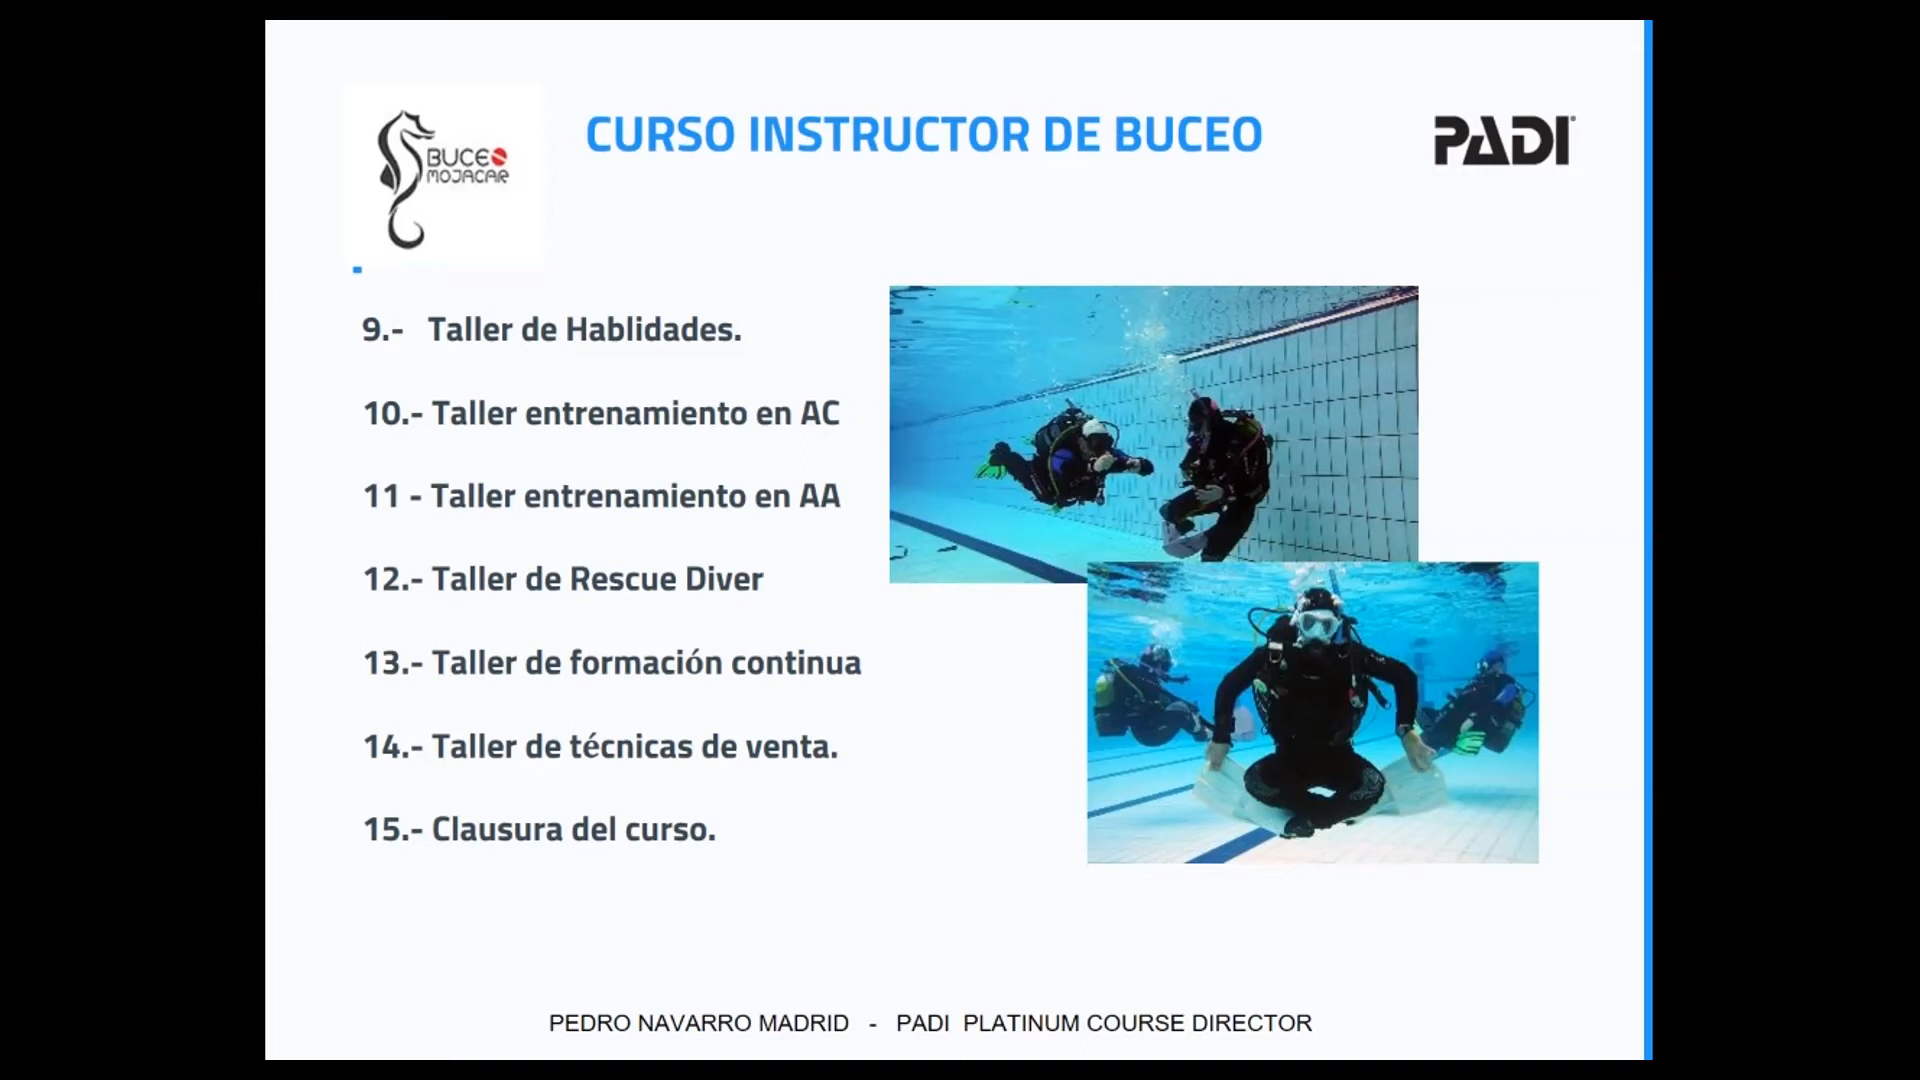 BUCEO
MOJACAR
CURSO INSTRUCTOR DE BUCEO
PADI
9.- Taller de Hablidades.
10.- Taller entrenamiento en AC
11 - Taller entrenamiento en AA
12.- Taller de Rescue Diver
13.- Taller de formación continua
14.- Taller de técnicas de venta.
15.- Clausura del curso.
PEDRO NAVARRO MADRID - PADI PLATINUM COURSE DIRECTOR